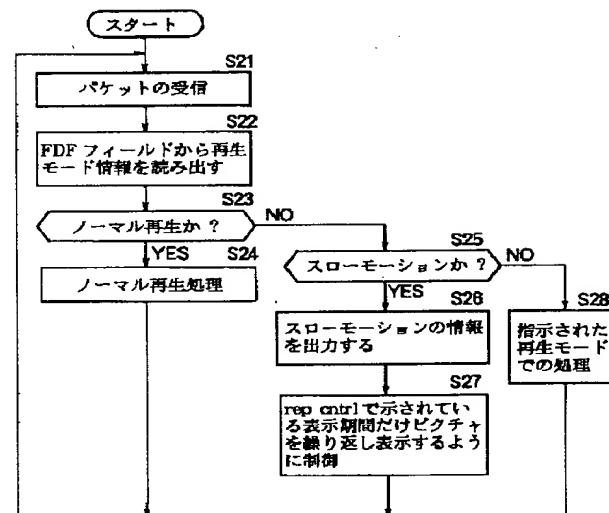 スタート
S21
パケットの受信
S22
FDF フィールドから再生
モード情報を読み出す
S23
ノーマル再生か ?
NO
YES
S24
ノーマル再生処理
S25
スローモーションか ?
NO
YES
S26
スローモーションの情報
を出力する
S28
指示された
再生モード
での処理
S27
rep cntrlで示されてい
る表示期間だけピクチャ
を繰り返し表示するよう
に制御